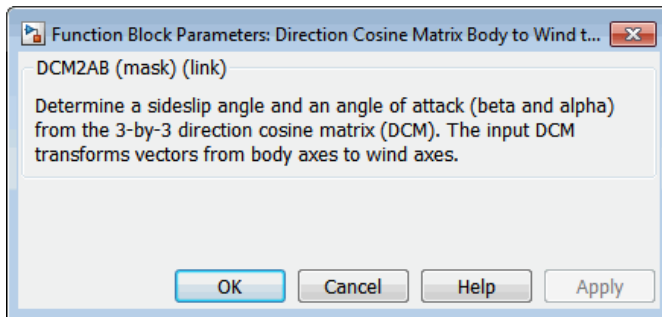 Function Block Parameters: Direction Cosine Matrix Body to Wind t...
DCM2AB (mask) (link)
Determine a sideslip angle and an angle of attack (beta and alpha)
from the 3-by-3 direction cosine matrix (DCM). The input DCM
transforms vectors from body axes to wind axes.
OK Cancel Help Apply